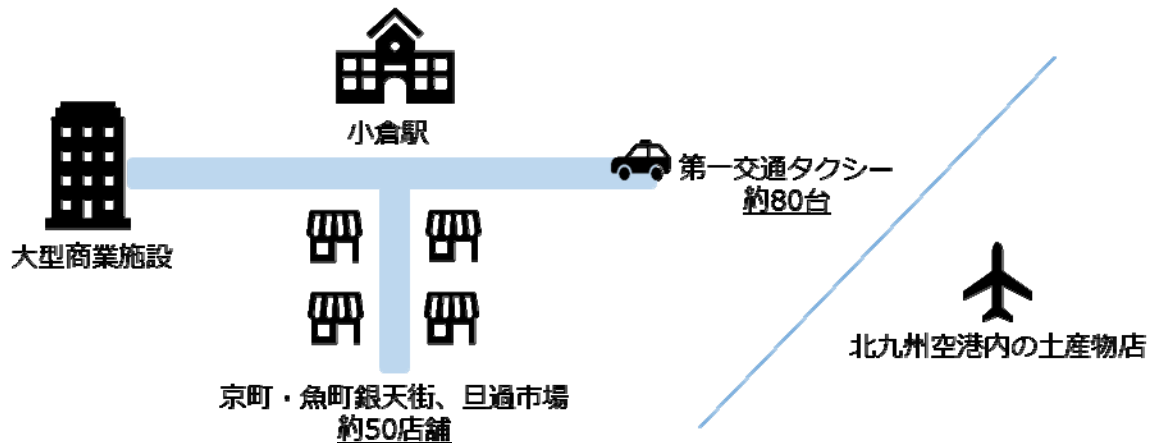 小倉駅
第一交通タクシー
約80台
大型商業施設
北九州空港内の土産物店
京町・魚町銀天街、旦過市場
約50店舗